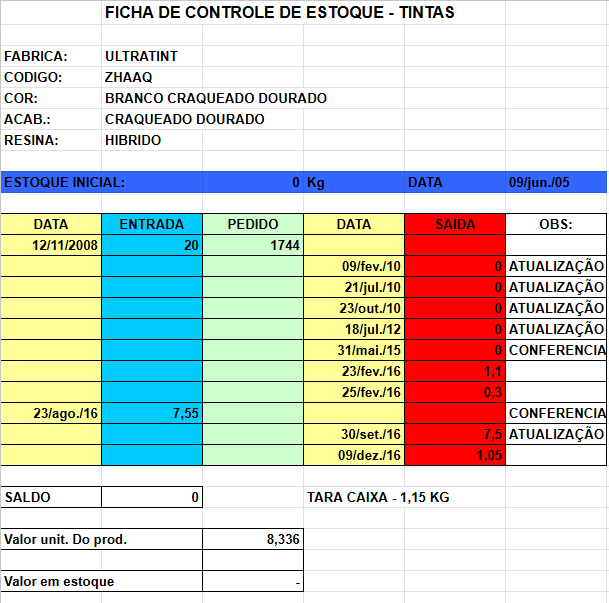 FICHA DE CONTROLE DE ESTOQUE - TINTAS
FABRICA: ULTRATINT
CODIGO: ZHAAQ
COR: BRANCO CRAQUEADO DOURADO
ACAB.: CRAQUEADO DOURADO
RESINA: HIBRIDO
ESTOQUE INICIAL: 0 Kg DATA 09/jun./05
DATA ENTRADA PEDIDO DATA SAIDA OBS:
12/11/2008 20 1744
09/fev./10 0 ATUALIZAÇÃO
21/jul./10 0 ATUALIZAÇÃO
23/out./10 0 ATUALIZAÇÃO
18/jul./12 0 ATUALIZAÇÃO
31/mai./15 0 CONFERENCIA
23/fev./16 1,1
25/fev./16 0,3
23/ago./16 7,55 CONFERENCIA
30/set./16 7,5 ATUALIZAÇÃO
09/dez./16 1,05
SALDO 0 TARA CAIXA - 1,15 KG
Valor unit. Do prod. 8,336
Valor em estoque -